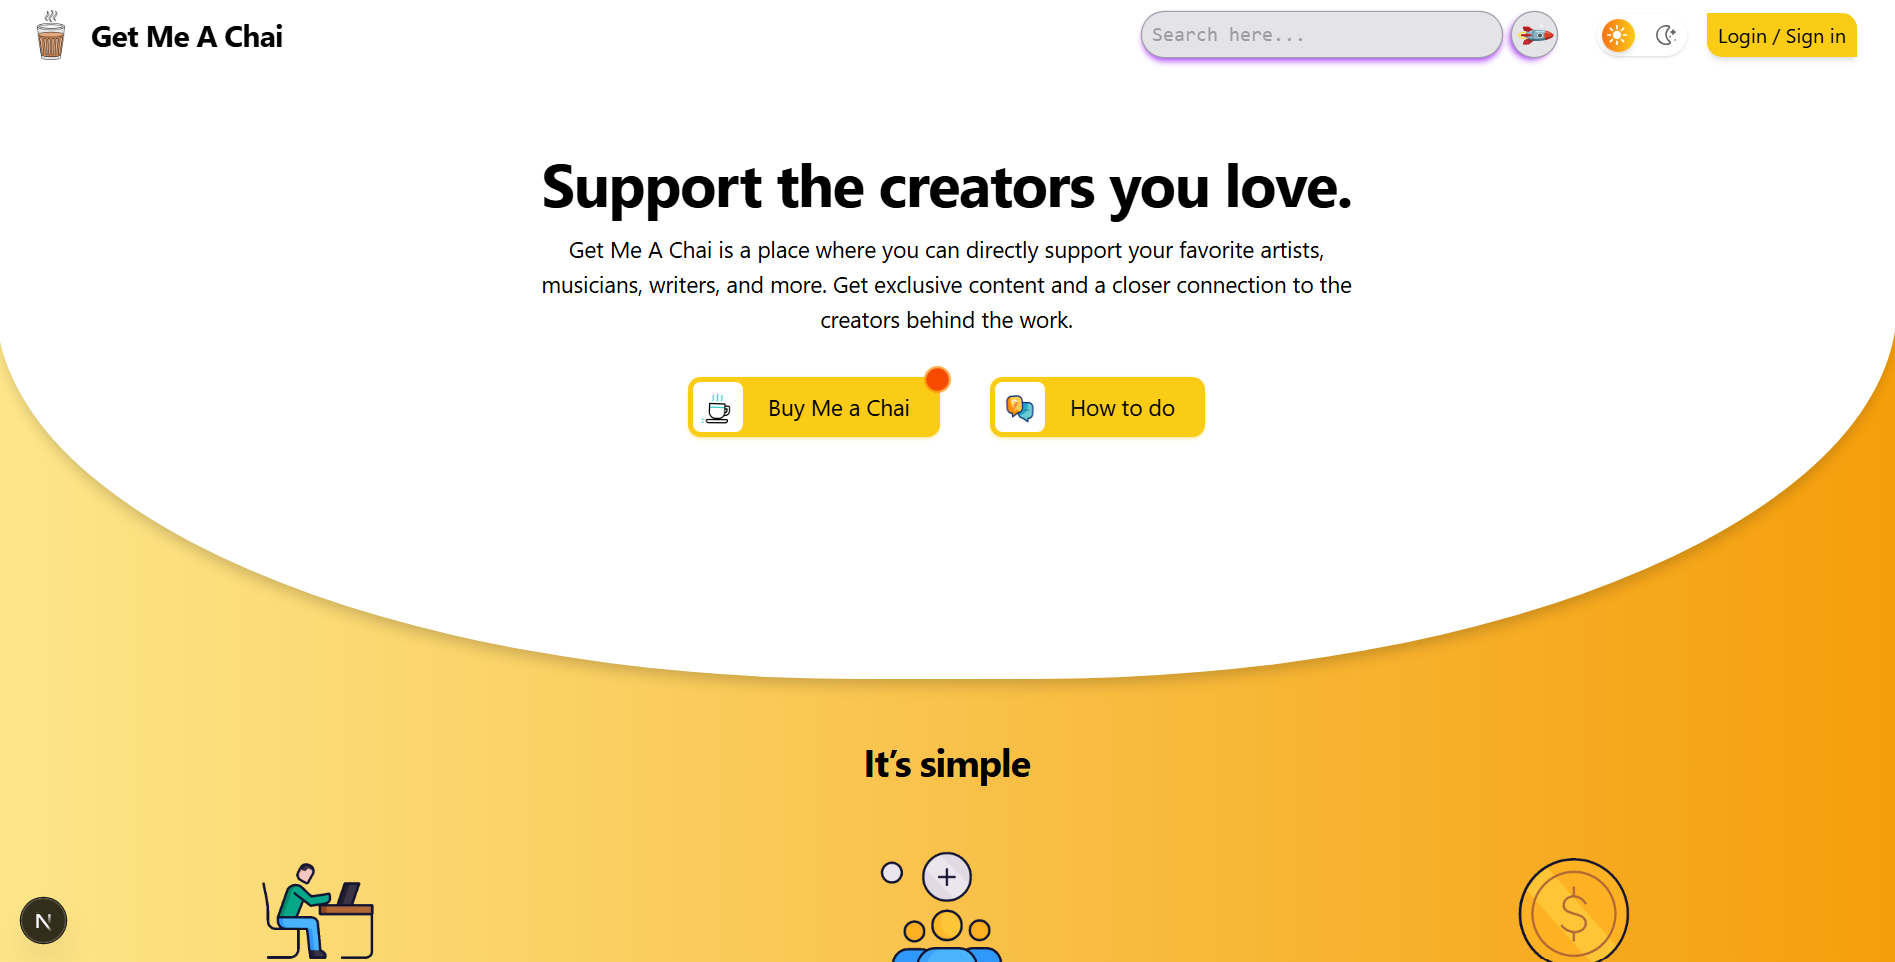 Get Me A Chai
Search here...
Login / Sign in
Support the creators you love.
Get Me A Chai is a place where you can directly support your favorite artists,
musicians, writers, and more. Get exclusive content and a closer connection to the
creators behind the work.
Buy Me a Chai
How to do
It’s simple
N